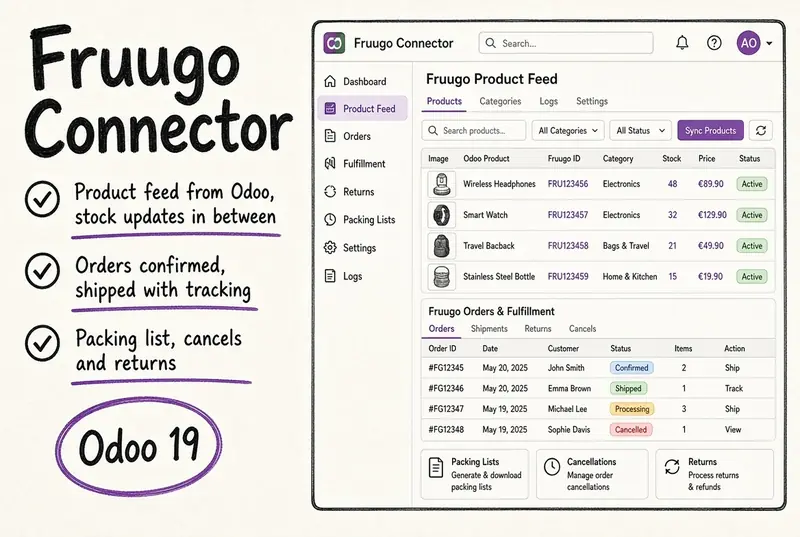 Fruugo
Connector
Product feed from Odoo,
stock updates in between
Orders confirmed,
shipped with tracking
Packing list, cancels
and returns
Odoo 19
Fruugo Connector
Search...
AO
Dashboard
Product Feed
Orders
Fulfillment
Returns
Packing Lists
Settings
Logs
Fruugo Product Feed
Products Categories Logs Settings
Search products... All Categories All Status Sync Products
Image Odoo Product Fruugo ID Category Stock Price Status
Wireless Headphones FRU123456 Electronics 48 €89.90 Active
Smart Watch FRU123457 Electronics 32 €129.90 Active
Travel Backback FRU123458 Bags & Travel 21 €49.90 Active
Stainless Steel Bottle FRU123459 Home & Kitchen 15 €19.90 Active
Fruugo Orders & Fulfillment
Orders Shipments Returns Cancels
Order ID Date Customer Status Items Action
#FG12345 May 20, 2025 John Smith Confirmed 2 Ship
#FG12346 May 20, 2025 Emma Brown Shipped 1 Track
#FG12347 May 19, 2025 Michael Lee Processing 3 Ship
#FG12348 May 19, 2025 Sophie Davis Cancelled 1 View
Packing Lists
Generate & download
packing lists
Cancellations
Manage order
cancellations
Returns
Process returns
& refunds